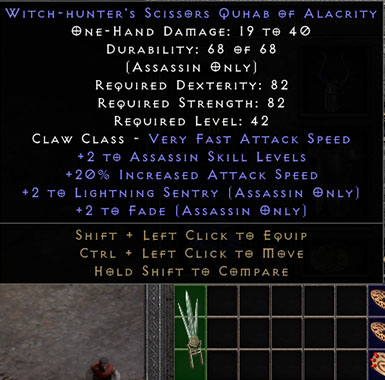 Witch-hunter's Scissors Quhab of Alacrity
One-Hand Damage: 19 to 40
Durability: 68 of 68
(Assassin Only)
Required Dexterity: 82
Required Strength: 82
Required Level: 42
Claw Class - Very Fast Attack Speed
+2 to Assassin Skill Levels
+20% Increased Attack Speed
+2 to Lightning Sentry (Assassin Only)
+2 to Fade (Assassin Only)
Shift + Left Click to Equip
Ctrl + Left Click to Move
Hold Shift to Compare